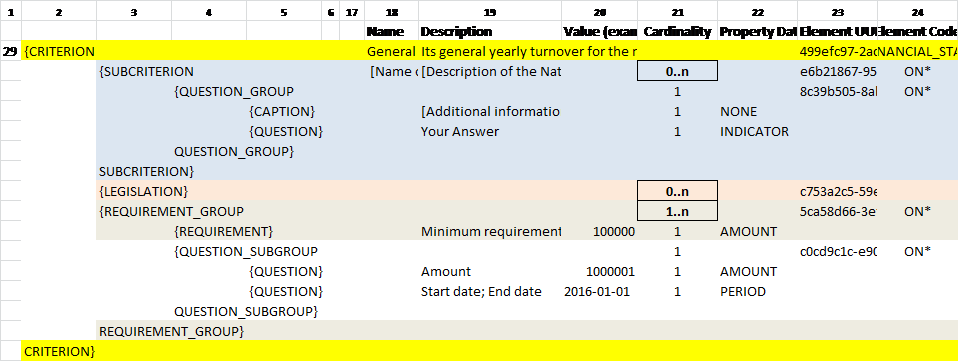 1 2 3 4 5 6 17 18 19 20 21 22 23 24
Name Description Value (exam Cardinality Property Dat Element UU Element Code
29 {CRITERION General Its general yearly turnover for the r 499efc97-2ac NANCIAL_STA
{SUBCRITERION [Name o [Description of the Nat 0..n e6b21867-95 ON*
{QUESTION_GROUP 1 8c39b505-8al ON*
{CAPTION} [Additional informatio 1 NONE
{QUESTION} Your Answer 1 INDICATOR
QUESTION_GROUP}
SUBCRITERION}
{LEGISLATION} 0..n c753a2c5-59e
{REQUIREMENT_GROUP 1..n 5ca58d66-3e ON*
{REQUIREMENT} Minimum requirement 100000 1 AMOUNT
{QUESTION_SUBGROUP 1 c0cd9c1c-e90 ON*
{QUESTION} Amount 1000001 1 AMOUNT
{QUESTION} Start date; End date 2016-01-01 1 PERIOD
QUESTION_SUBGROUP}
REQUIREMENT_GROUP}
CRITERION}